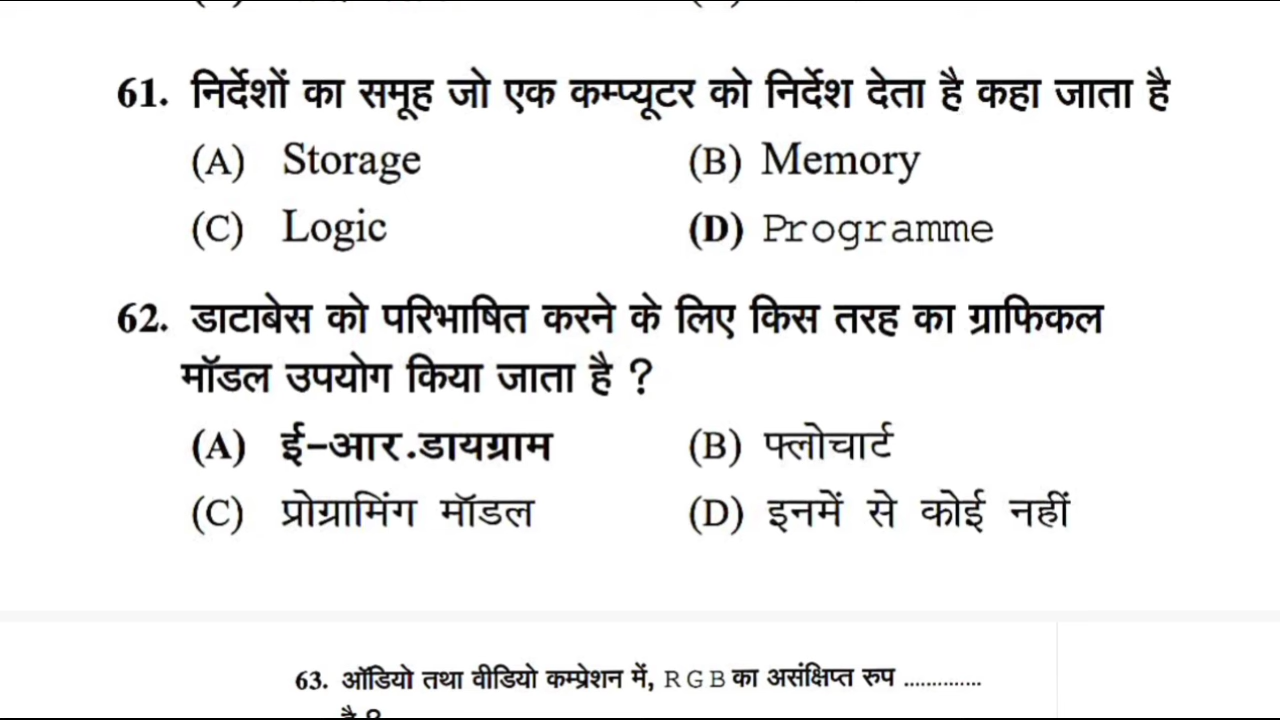 61. निर्देशों का समूह जो एक कम्प्यूटर को निर्देश देता है कहा जाता है
(A) Storage (B) Memory
(C) Logic (D) Programme
62. डाटाबेस को परिभाषित करने के लिए किस तरह का ग्राफिकल
मॉडल उपयोग किया जाता है ?
(A) ई-आर.डायग्राम (B) फ्लोचार्ट
(C) प्रोग्रामिंग मॉडल (D) इनमें से कोई नहीं
63. ऑडियो तथा वीडियो कम्प्रेशन में, RGB का असंक्षिप्त रुप ..............